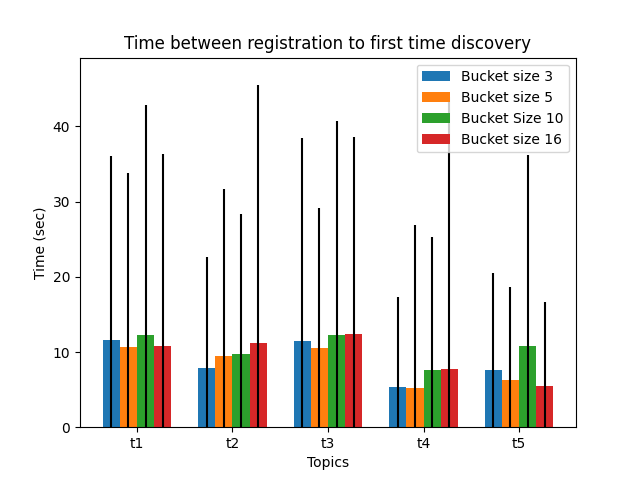 Time between registration to first time discovery
Bucket size 3
Bucket size 5
Bucket Size 10
Bucket size 16
40
30
20
10
0
Time (sec)
t1 t2 t3 t4 t5
Topics